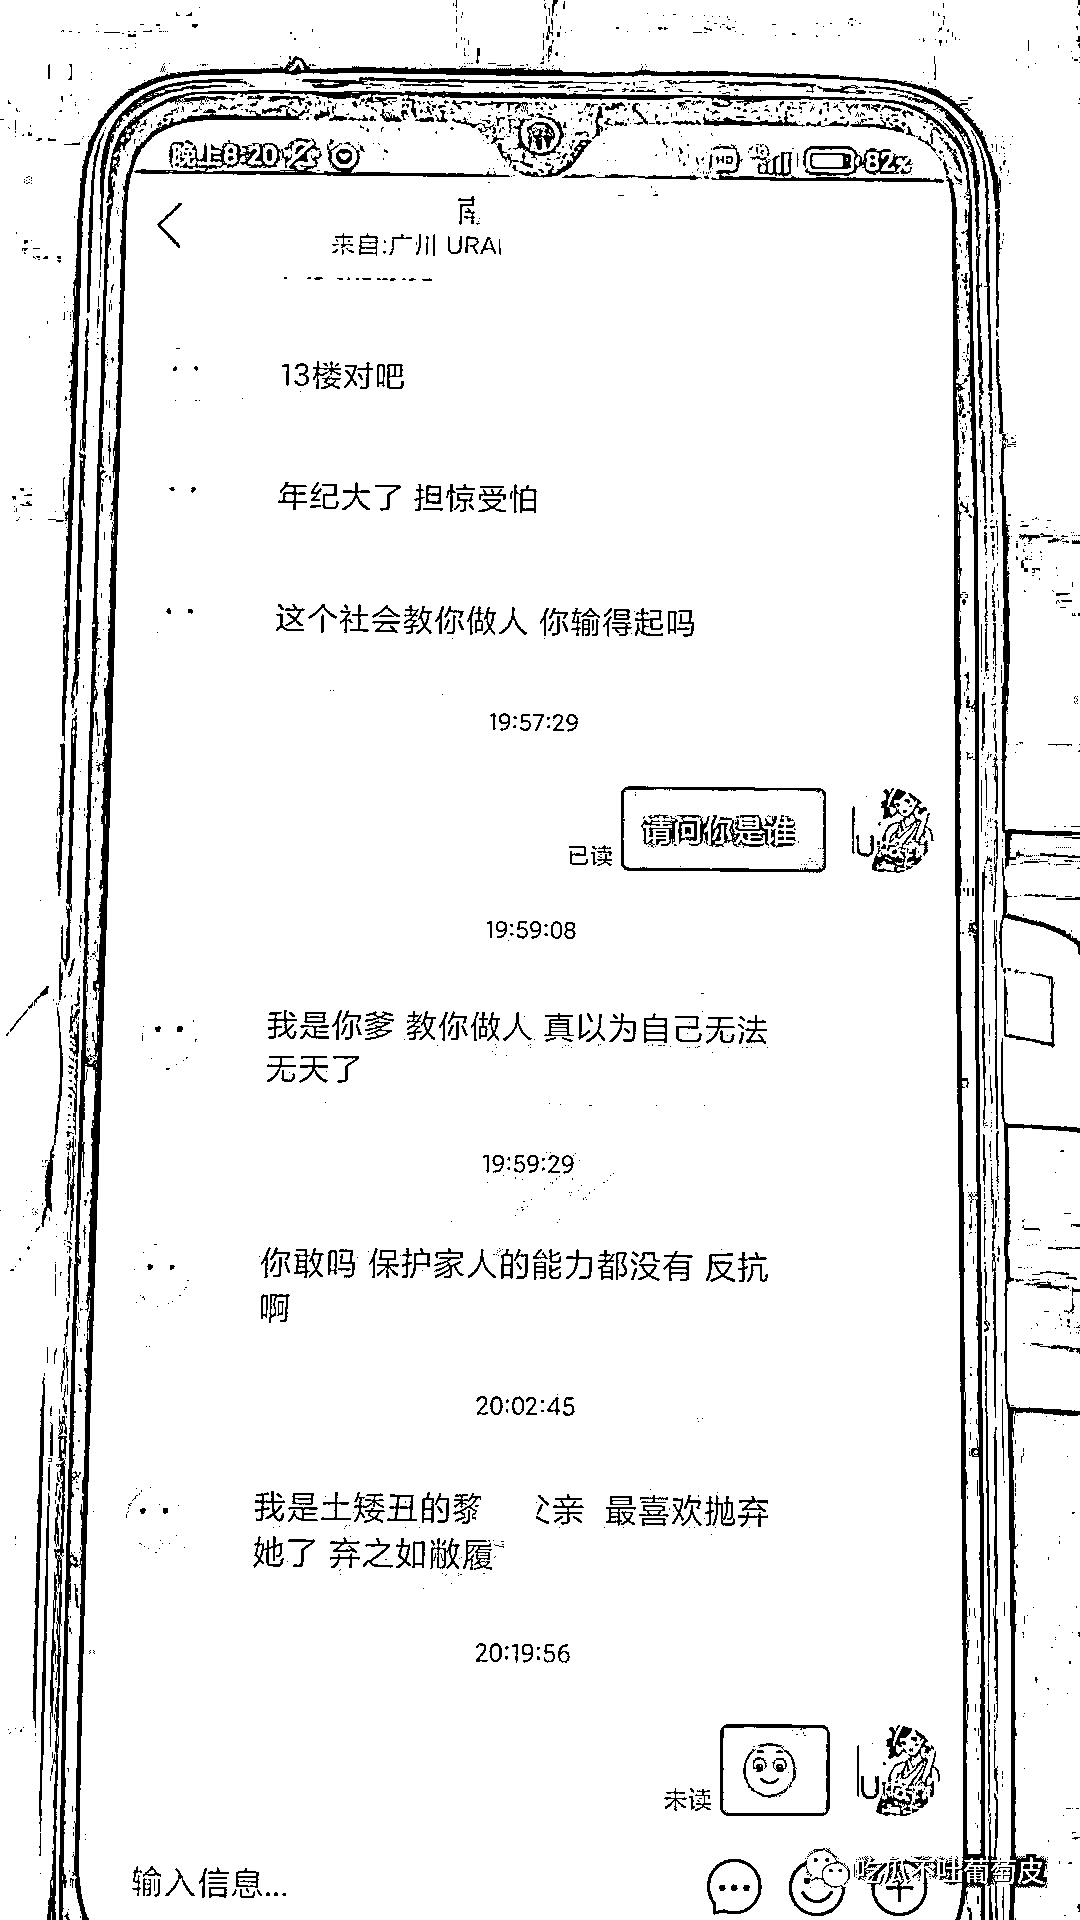 晚上8:20
HD
82%
来自:广州 URAI
13楼对吧
年纪大了 担惊受怕
这个社会教你做人 你输得起吗
19:57:29
请问你是谁
已读
19:59:08
我是你爹 教你做人 真以为自己无法
无天了
19:59:29
你敢吗 保护家人的能力都没有 反抗
啊
20:02:45
我是土矮丑的黎 父亲 最喜欢抛弃
她了 弃之如敝履
20:19:56
未读
输入信息...
吃瓜不吐葡萄皮